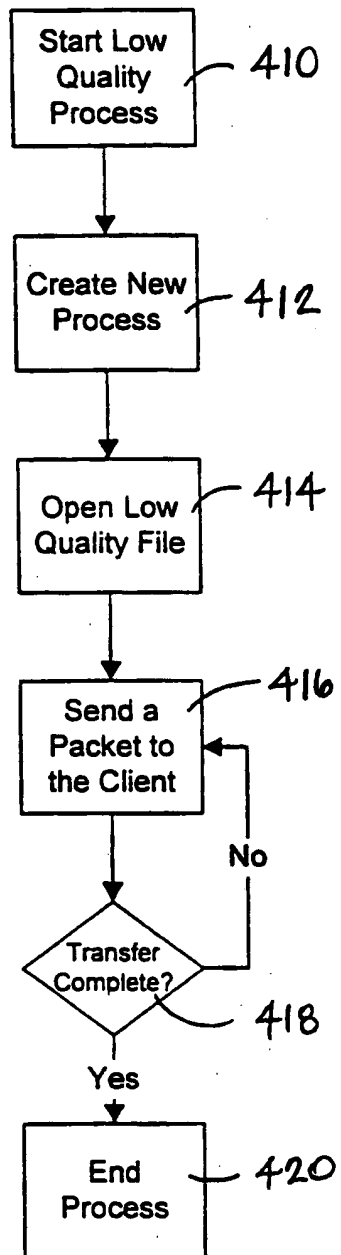 Start Low
Quality
Process
410
Create New
Process
412
Open Low
Quality File
414
Send a
Packet to
the Client
416
No
Transfer
Complete?
418
Yes
End
Process
420